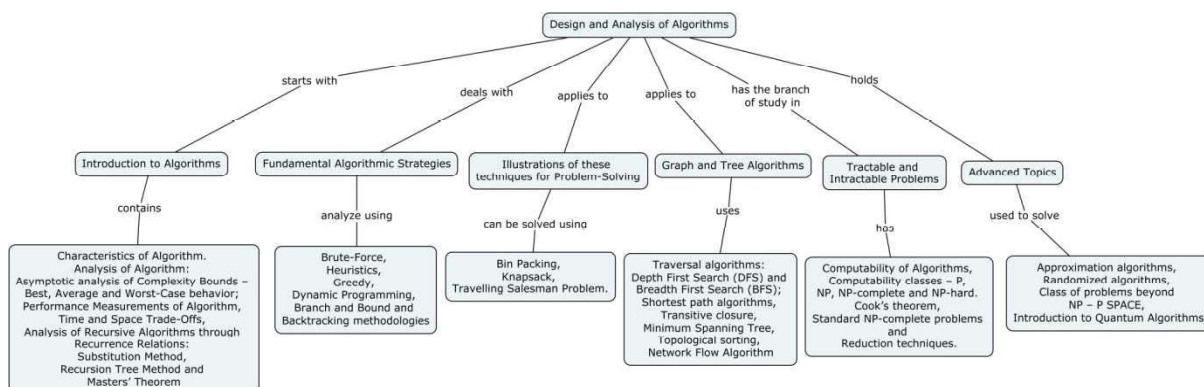 Design and Analysis of Algorithms
starts with
deals with
applies to
applies to
has the branch
of study in
holds
Introduction to Algorithms
Fundamental Algorithmic Strategies
Illustrations of these
techniques for Problem-Solving
Graph and Tree Algorithms
Tractable and
Intractable Problems
Advanced Topics
contains
analyze using
can be solved using
uses
has
used to solve
Characteristics of Algorithm.
Analysis of Algorithm:
Asymptotic analysis of Complexity Bounds –
Best, Average and Worst-Case behavior;
Performance Measurements of Algorithm,
Time and Space Trade-Offs,
Analysis of Recursive Algorithms through
Recurrence Relations:
Substitution Method,
Recursion Tree Method and
Masters' Theorem
Brute-Force,
Heuristics,
Greedy,
Dynamic Programming,
Branch and Bound and
Backtracking methodologies
Bin Packing,
Knapsack,
Travelling Salesman Problem.
Traversal algorithms:
Depth First Search (DFS) and
Breadth First Search (BFS);
Shortest path algorithms,
Transitive closure,
Minimum Spanning Tree,
Topological sorting,
Network Flow Algorithm
Computability of Algorithms,
Computability classes – P,
NP, NP-complete and NP-hard.
Cook's theorem,
Standard NP-complete problems
and
Reduction techniques.
Approximation algorithms,
Randomized algorithms,
Class of problems beyond
NP – P SPACE,
Introduction to Quantum Algorithms